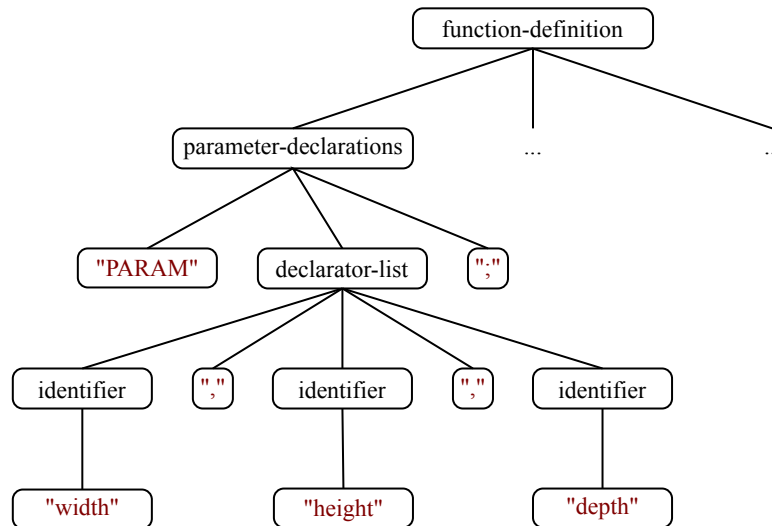 function-definition
parameter-declarations
...
..
"PARAM"
declarator-list
";"
identifier
","
identifier
","
identifier
"width"
"height"
"depth"